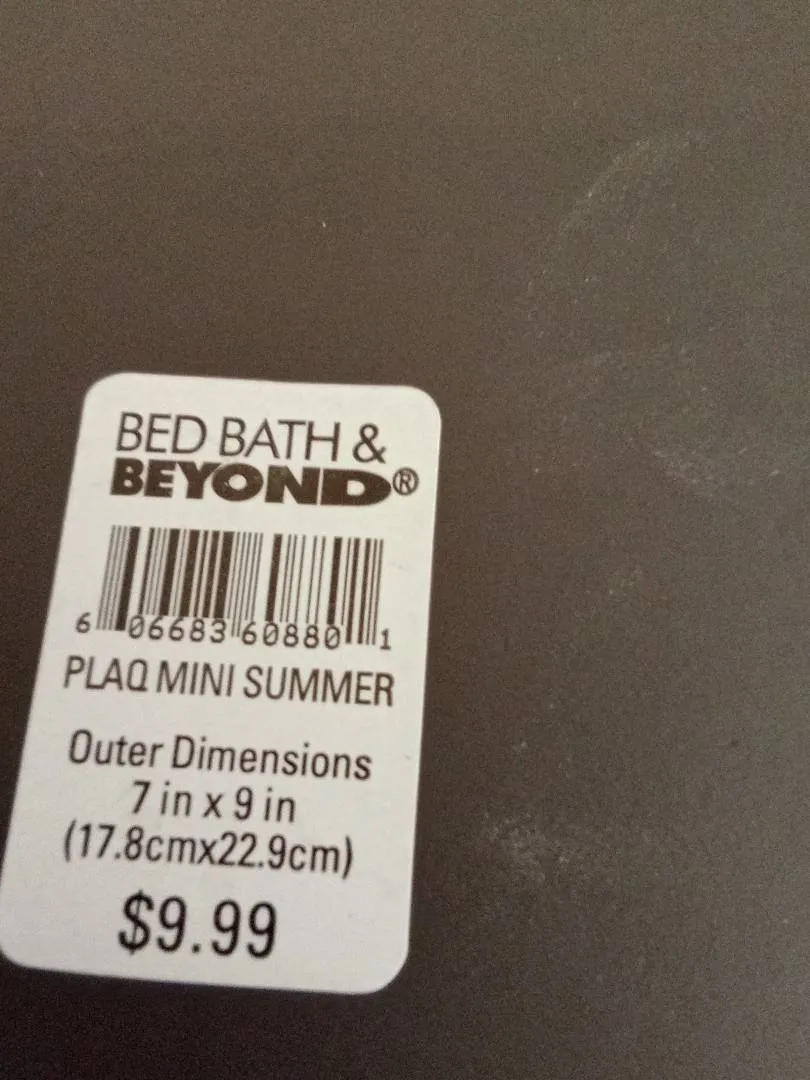 BED BATH &
BEYOND®
6 06683 60880 1
PLAQ MINI SUMMER
Outer Dimensions
7 in x 9 in
(17.8cmx22.9cm)
$9.99